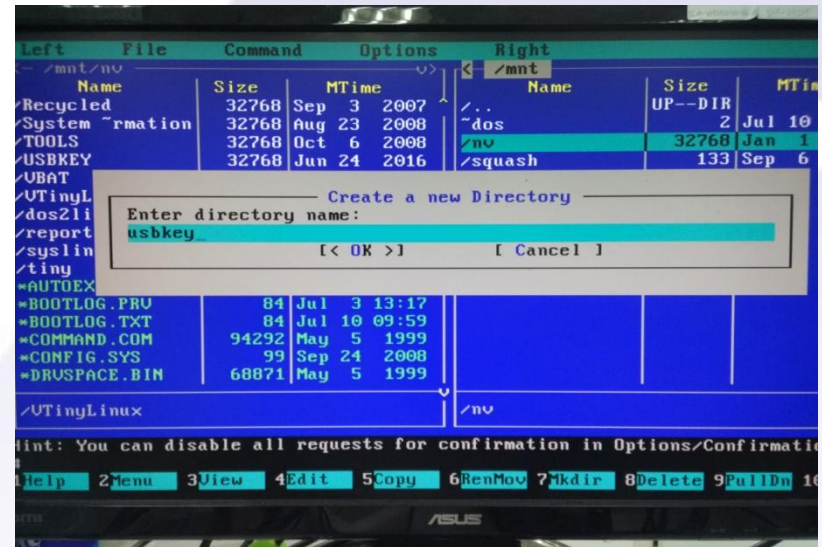 Left File Command Options Right
<- /mnt/nv v> < /mnt
Name Size MTime Name Size MTim
/Recycled 32768 Sep 3 2007 ^ /.. UP--DIR
/System ~rmation 32768 Aug 23 2008 ~dos 2 Jul 10
/TOOLS 32768 Oct 6 2008 /nv 32768 Jan 1
/USBKEY 32768 Jun 24 2016 /squash 133 Sep 6
/VBAT
/VTinyL Create a new Directory
/dos2li Enter directory name:
/report usbkey_
/syslin [< OK >] [ Cancel ]
/tiny
*AUTOEX
*BOOTLOG.PRV 84 Jul 3 13:17
*BOOTLOG.TXT 84 Jul 10 09:59
*COMMAND.COM 94292 May 5 1999
*CONFIG.SYS 99 Sep 24 2008
*DRVSPACE.BIN 68871 May 5 1999
v
/VTinyLinux /nv
Hint: You can disable all requests for confirmation in Options/Confirmatio
#
1Help 2Menu 3View 4Edit 5Copy 6RenMov 7Mkdir 8Delete 9PullDn 10
ASUS